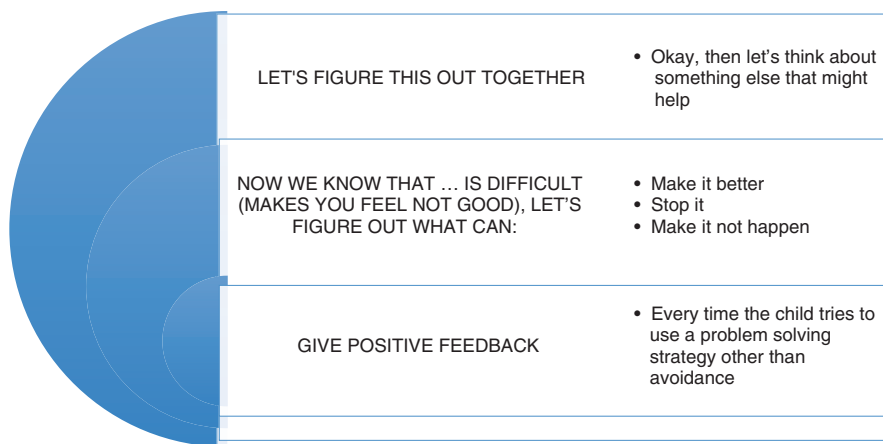 LET'S FIGURE THIS OUT TOGETHER
• Okay, then let's think about
something else that might
help
NOW WE KNOW THAT … IS DIFFICULT
(MAKES YOU FEEL NOT GOOD), LET'S
FIGURE OUT WHAT CAN:
• Make it better
• Stop it
• Make it not happen
GIVE POSITIVE FEEDBACK
• Every time the child tries to
use a problem solving
strategy other than
avoidance